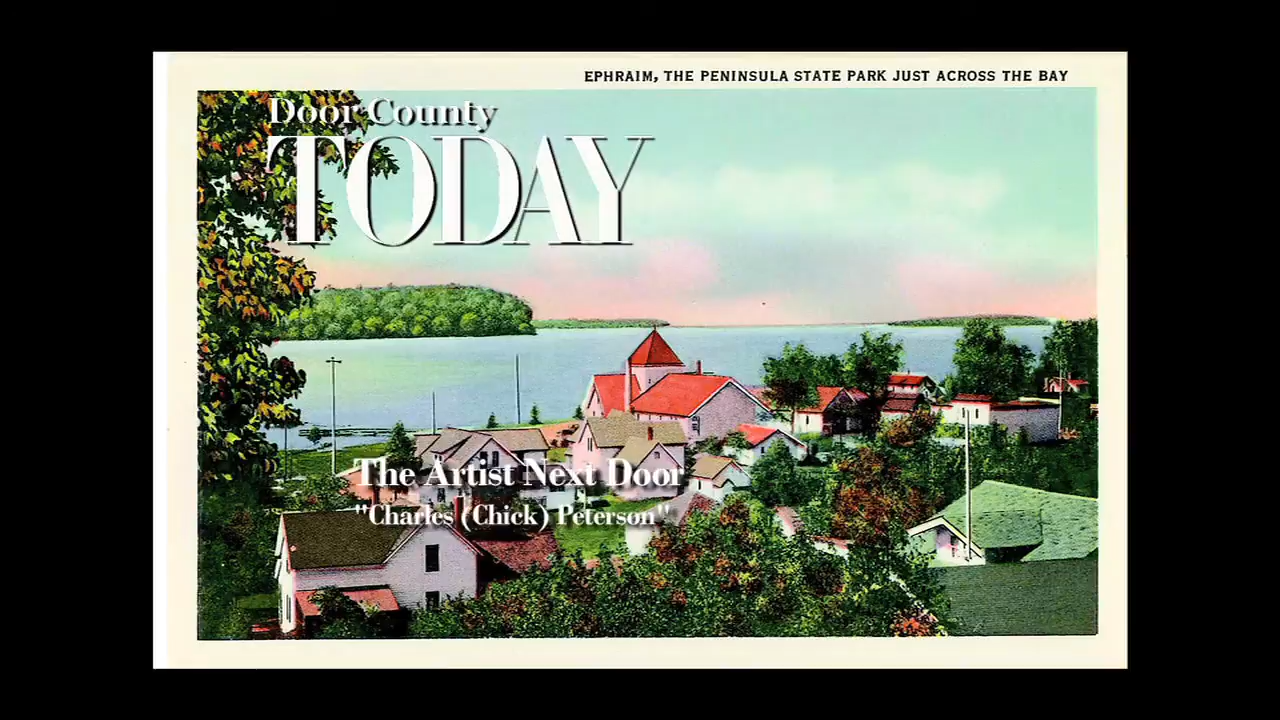 EPHRAIM, THE PENINSULA STATE PARK JUST ACROSS THE BAY
Door County
TODAY
The Artist Next Door
"Charles (Chick) Peterson"